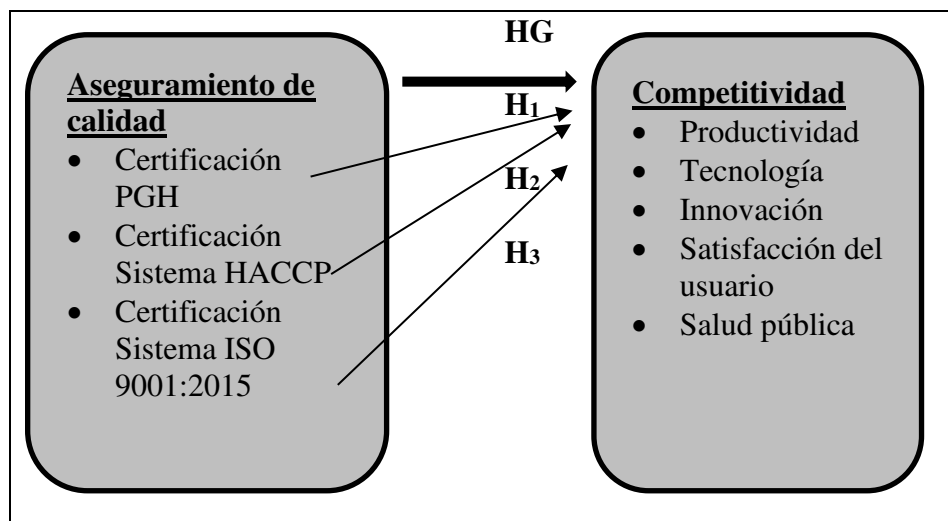 Aseguramiento de
calidad
• Certificación
PGH
• Certificación
Sistema HACCP
• Certificación
Sistema ISO
9001:2015
HG
H1
H2
H3
Competitividad
• Productividad
• Tecnología
• Innovación
• Satisfacción del
usuario
• Salud pública